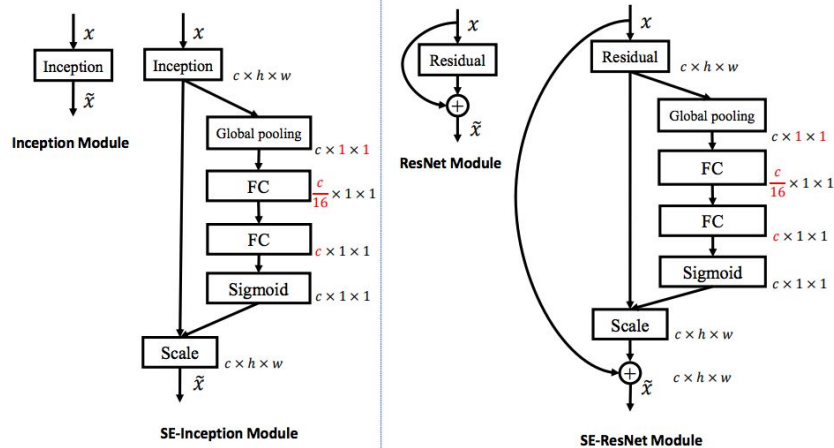 x
Inception
x̃
Inception Module
x
Inception
c × h × w
Global pooling
c × 1 × 1
FC
c/16 × 1 × 1
FC
c × 1 × 1
Sigmoid
c × 1 × 1
Scale
c × h × w
x̃
SE-Inception Module
x
Residual
+
x̃
ResNet Module
x
Residual
c × h × w
Global pooling
c × 1 × 1
FC
c/16 × 1 × 1
FC
c × 1 × 1
Sigmoid
c × 1 × 1
Scale
c × h × w
+
x̃
c × h × w
SE-ResNet Module